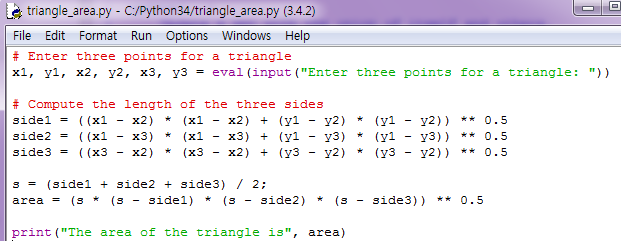 triangle_area.py - C:/Python34/triangle_area.py (3.4.2)
File Edit Format Run Options Windows Help
# Enter three points for a triangle
x1, y1, x2, y2, x3, y3 = eval(input("Enter three points for a triangle: "))
# Compute the length of the three sides
side1 = ((x1 - x2) * (x1 - x2) + (y1 - y2) * (y1 - y2)) ** 0.5
side2 = ((x1 - x3) * (x1 - x3) + (y1 - y3) * (y1 - y3)) ** 0.5
side3 = ((x3 - x2) * (x3 - x2) + (y3 - y2) * (y3 - y2)) ** 0.5
s = (side1 + side2 + side3) / 2;
area = (s * (s - side1) * (s - side2) * (s - side3)) ** 0.5
print("The area of the triangle is", area)